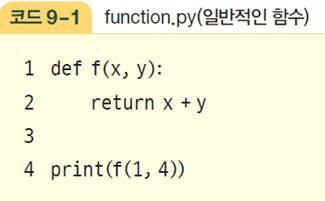 코드 9-1 function.py(일반적인 함수)
1 def f(x, y):
2     return x + y
3
4 print(f(1, 4))